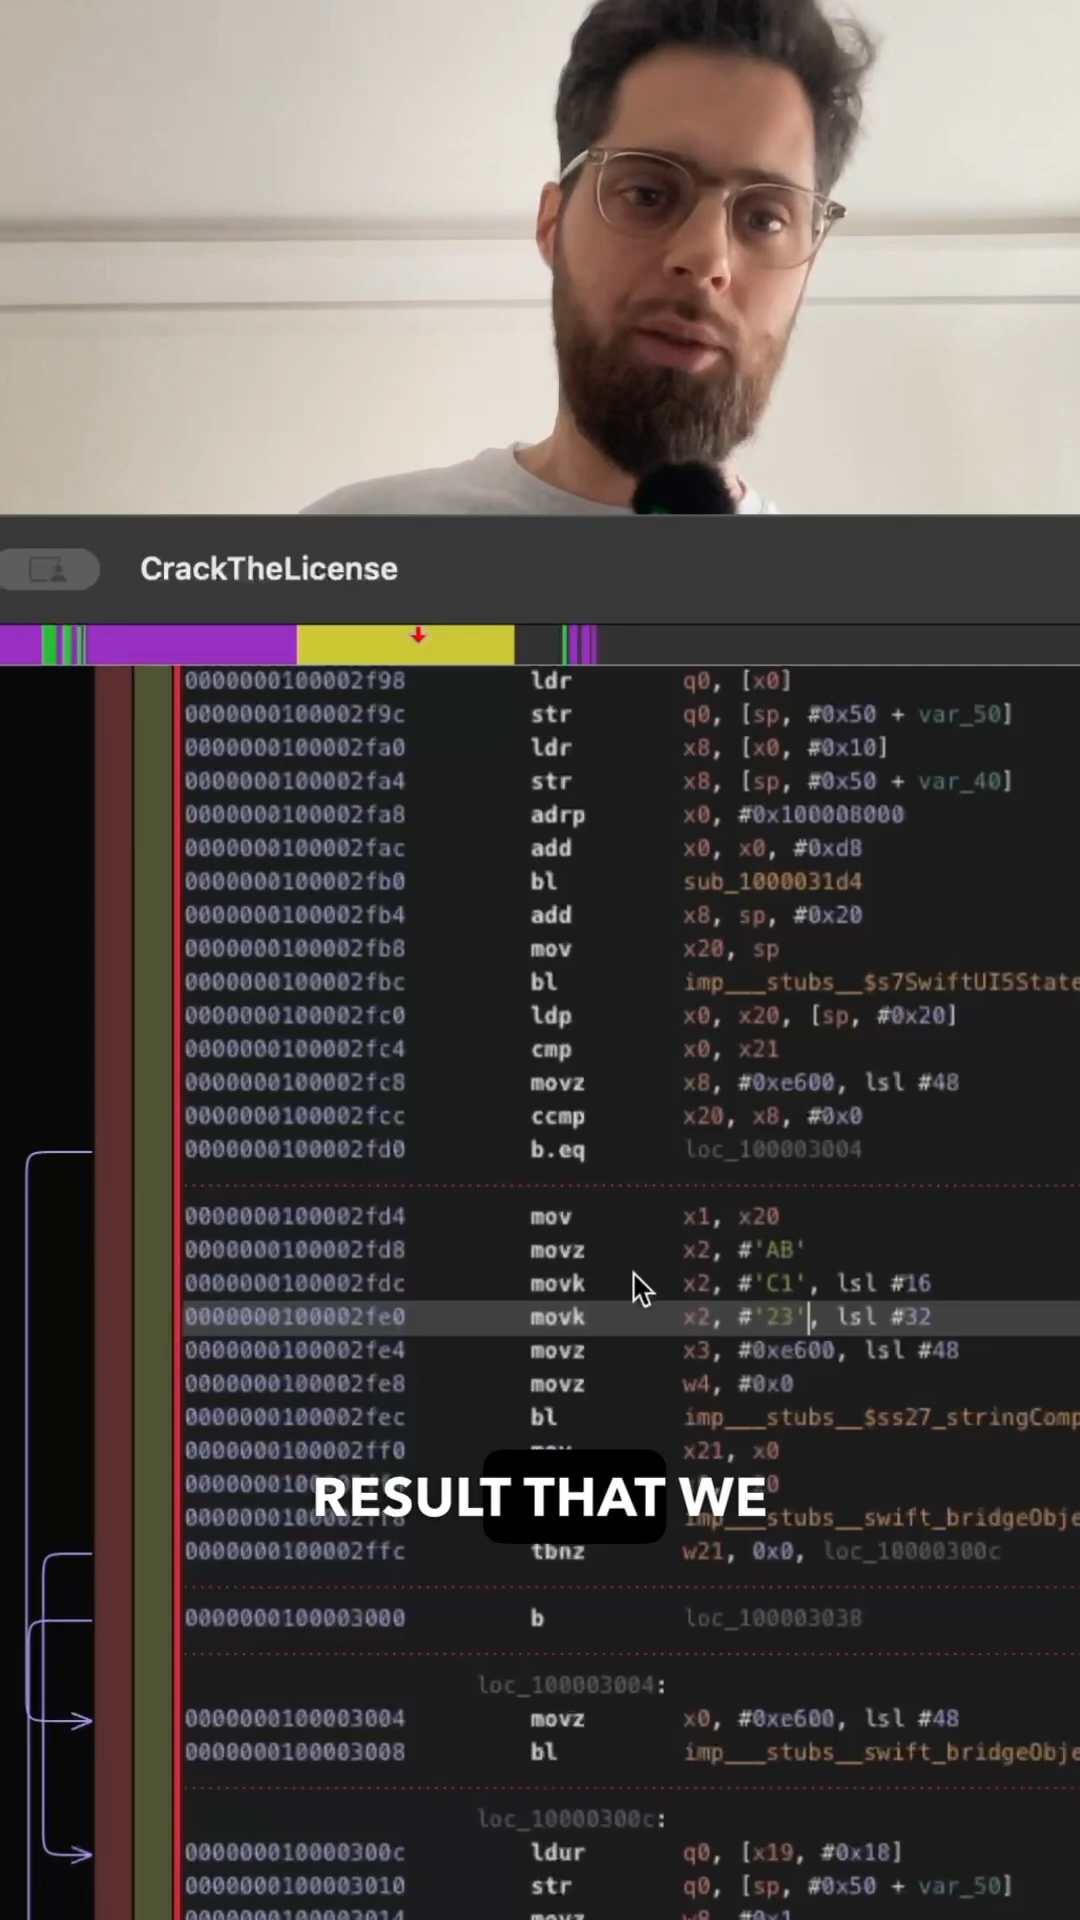 CrackTheLicense
0000000100002f98 ldr q0, [x0]
0000000100002f9c str q0, [sp, #0x50 + var_50]
0000000100002fa0 ldr x8, [x0, #0x10]
0000000100002fa4 str x8, [sp, #0x50 + var_40]
0000000100002fa8 adrp x0, #0x100008000
0000000100002fac add x0, x0, #0xd8
0000000100002fb0 bl sub_1000031d4
0000000100002fb4 add x8, sp, #0x20
0000000100002fb8 mov x20, sp
0000000100002fbc bl imp___stubs__$s7SwiftUI5State
0000000100002fc0 ldp x0, x20, [sp, #0x20]
0000000100002fc4 cmp x0, x21
0000000100002fc8 movz x8, #0xe600, lsl #48
0000000100002fcc ccmp x20, x8, #0x0
0000000100002fd0 b.eq loc_100003004
0000000100002fd4 mov x1, x20
0000000100002fd8 movz x2, #'AB'
0000000100002fdc movk x2, #'C1', lsl #16
0000000100002fe0 movk x2, #'23', lsl #32
0000000100002fe4 movz x3, #0xe600, lsl #48
0000000100002fe8 movz w4, #0x0
0000000100002fec bl imp___stubs__$ss27_stringComp
0000000100002ff0 mov x21, x0
RESULT THAT WE
imp___stubs__swift_bridgeObje
0000000100002ffc tbnz w21, 0x0, loc_10000300c
0000000100003000 b loc_100003038
loc_100003004:
0000000100003004 movz x0, #0xe600, lsl #48
0000000100003008 bl imp___stubs__swift_bridgeObje
loc_10000300c:
000000010000300c ldur q0, [x19, #0x18]
0000000100003010 str q0, [sp, #0x50 + var_50]
0000000100003014 movz w8, #0x1